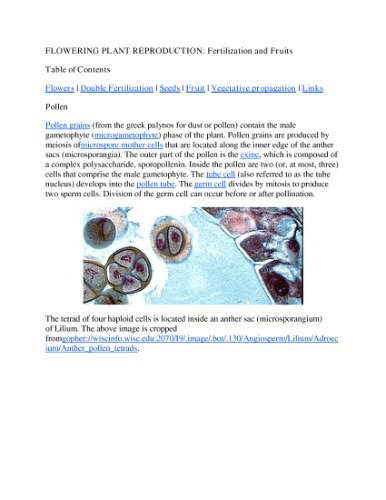 FLOWERING PLANT REPRODUCTION: Fertilization and Fruits
Table of Contents
Flowers | Double Fertilization | Seeds | Fruit | Vegetative propagation | Links
Pollen
Pollen grains (from the greek palynos for dust or pollen) contain the male
gametophyte (microgametophyte) phase of the plant. Pollen grains are produced by
meiosis ofmicrospore mother cells that are located along the inner edge of the anther
sacs (microsporangia). The outer part of the pollen is the exine, which is composed of
a complex polysaccharide, sporopollenin. Inside the pollen are two (or, at most, three)
cells that comprise the male gametophyte. The tube cell (also referred to as the tube
nucleus) develops into the pollen tube. The germ cell divides by mitosis to produce
two sperm cells. Division of the germ cell can occur before or after pollination.
The tetrad of four haploid cells is located inside an anther sac (microsporangium)
of Lilium. The above image is cropped
fromgopher://wiscinfo.wisc.edu:2070/I9/.image/.bot/.130/Angiosperm/Lilium/Adroec
ium/Anther_pollen_tetrads.